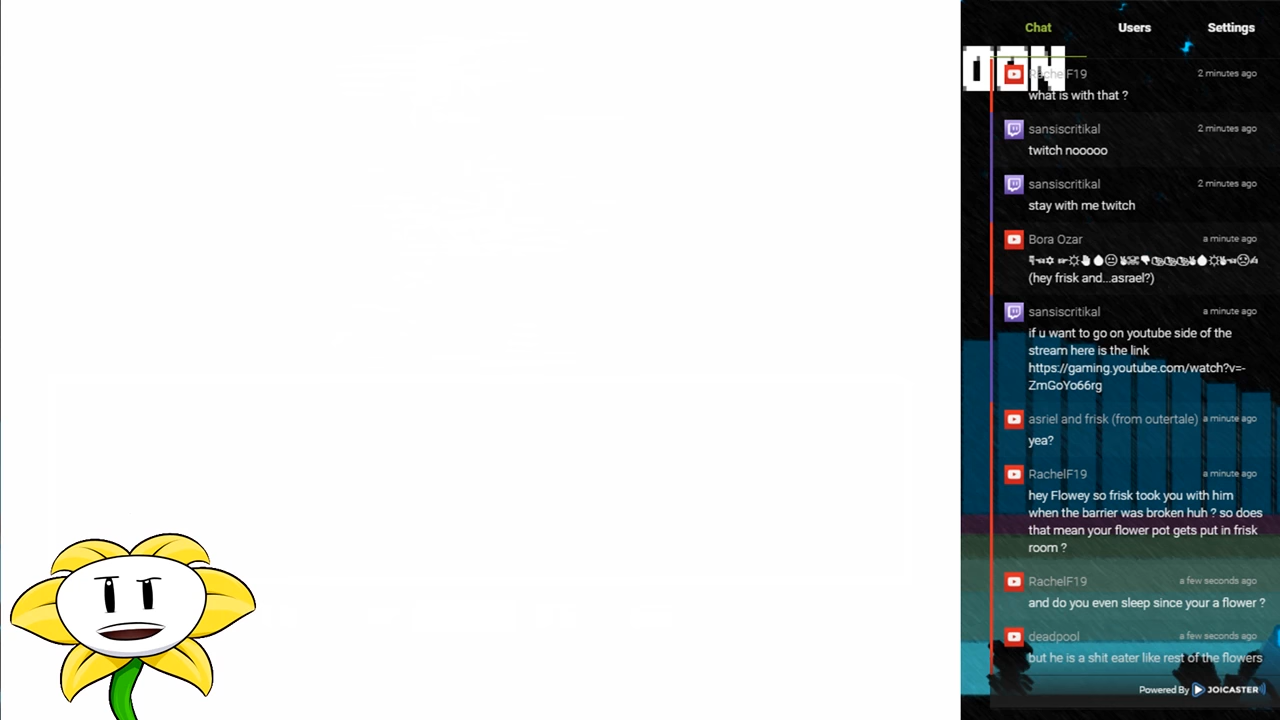 Chat Users Settings
RachelF19 2 minutes ago
what is with that ?
sansiscritikal 2 minutes ago
twitch nooooo
sansiscritikal 2 minutes ago
stay with me twitch
Bora Ozar a minute ago
(hey frisk and...asrael?)
sansiscritikal a minute ago
if u want to go on youtube side of the
stream here is the link
https://gaming.youtube.com/watch?v=-
ZmGoYo66rg
asriel and frisk (from outertale) a minute ago
yea?
RachelF19 a minute ago
hey Flowey so frisk took you with him
when the barrier was broken huh ? so does
that mean your flower pot gets put in frisk
room ?
RachelF19 a few seconds ago
and do you even sleep since your a flower ?
deadpool a few seconds ago
but he is a shit eater like rest of the flowers
Powered By JOICASTER